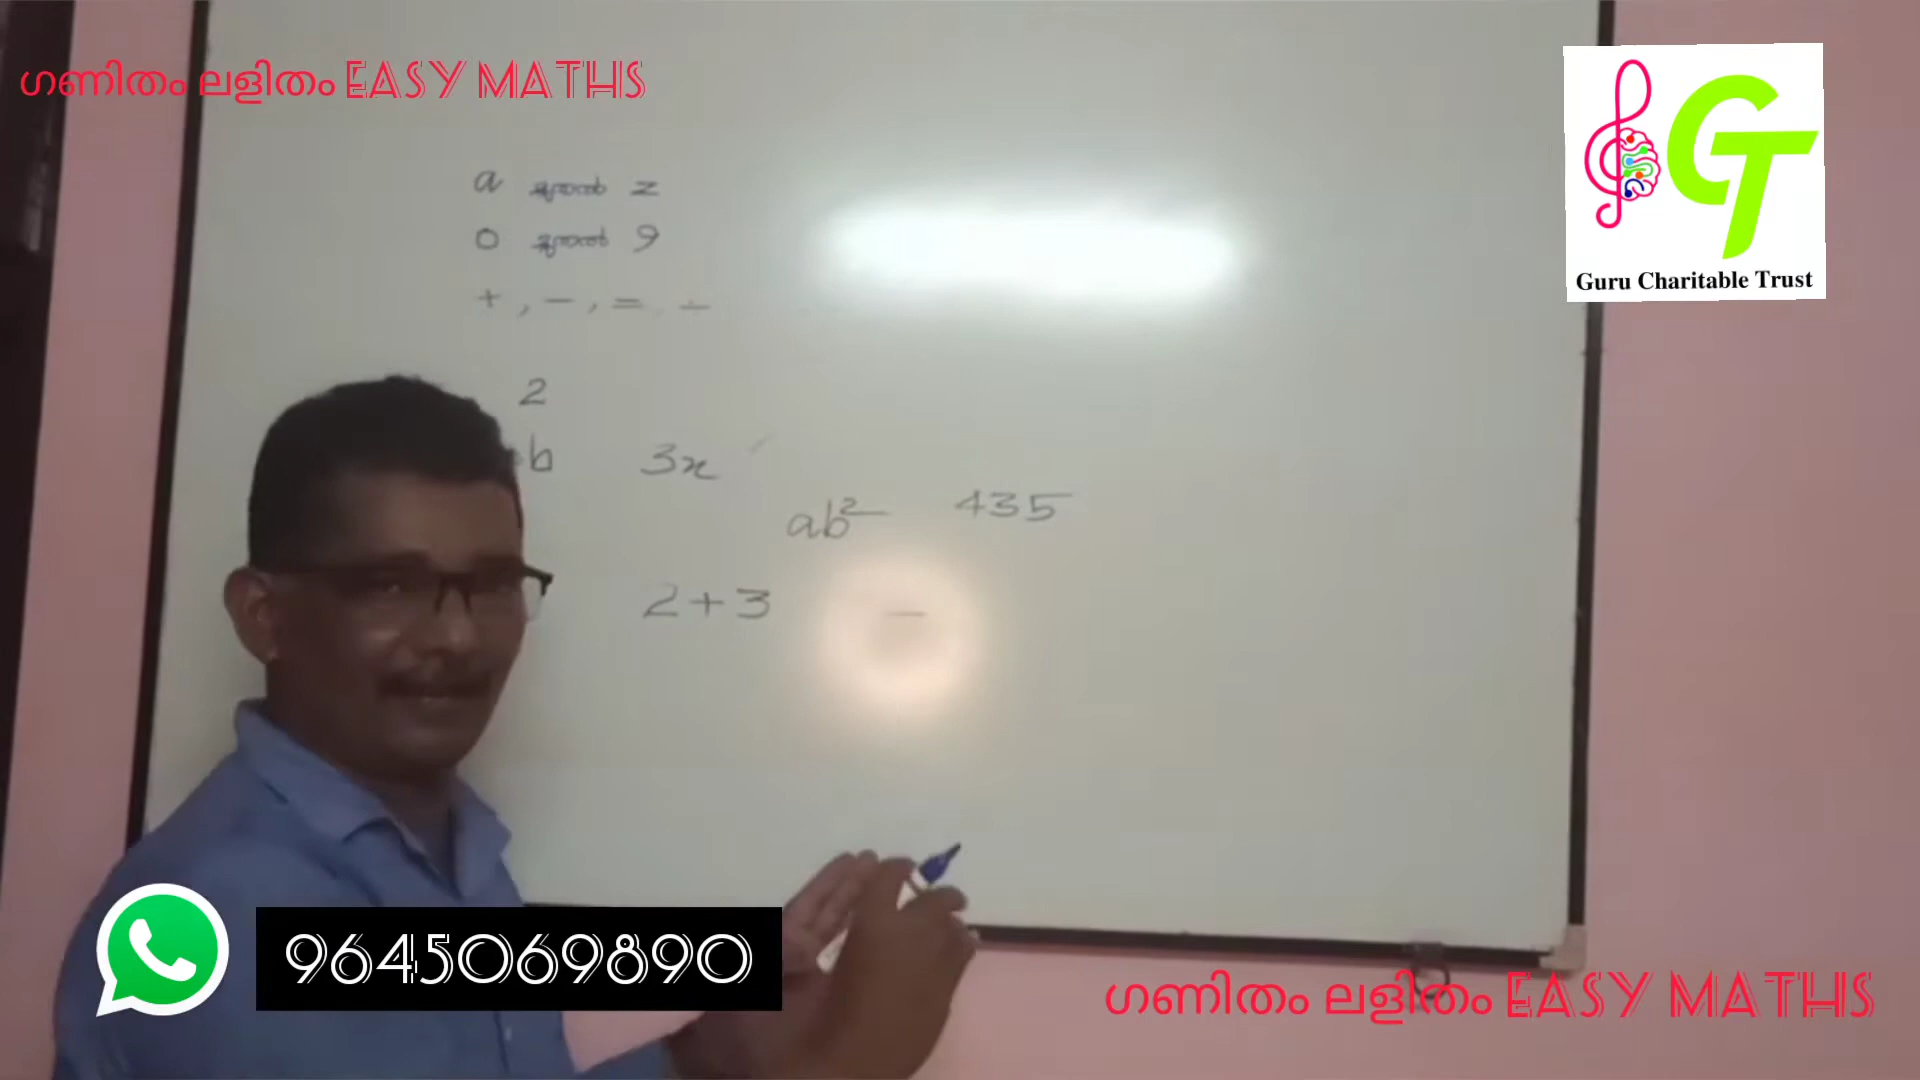 ഗണിതം ലളിതം EASY MATHS
Guru Charitable Trust
a മുതൽ z
0 മുതൽ 9
+ , - , = , ÷
2
b 3x
ab² 435
2+3 -
9645069890
ഗണിതം ലളിതം EASY MATHS